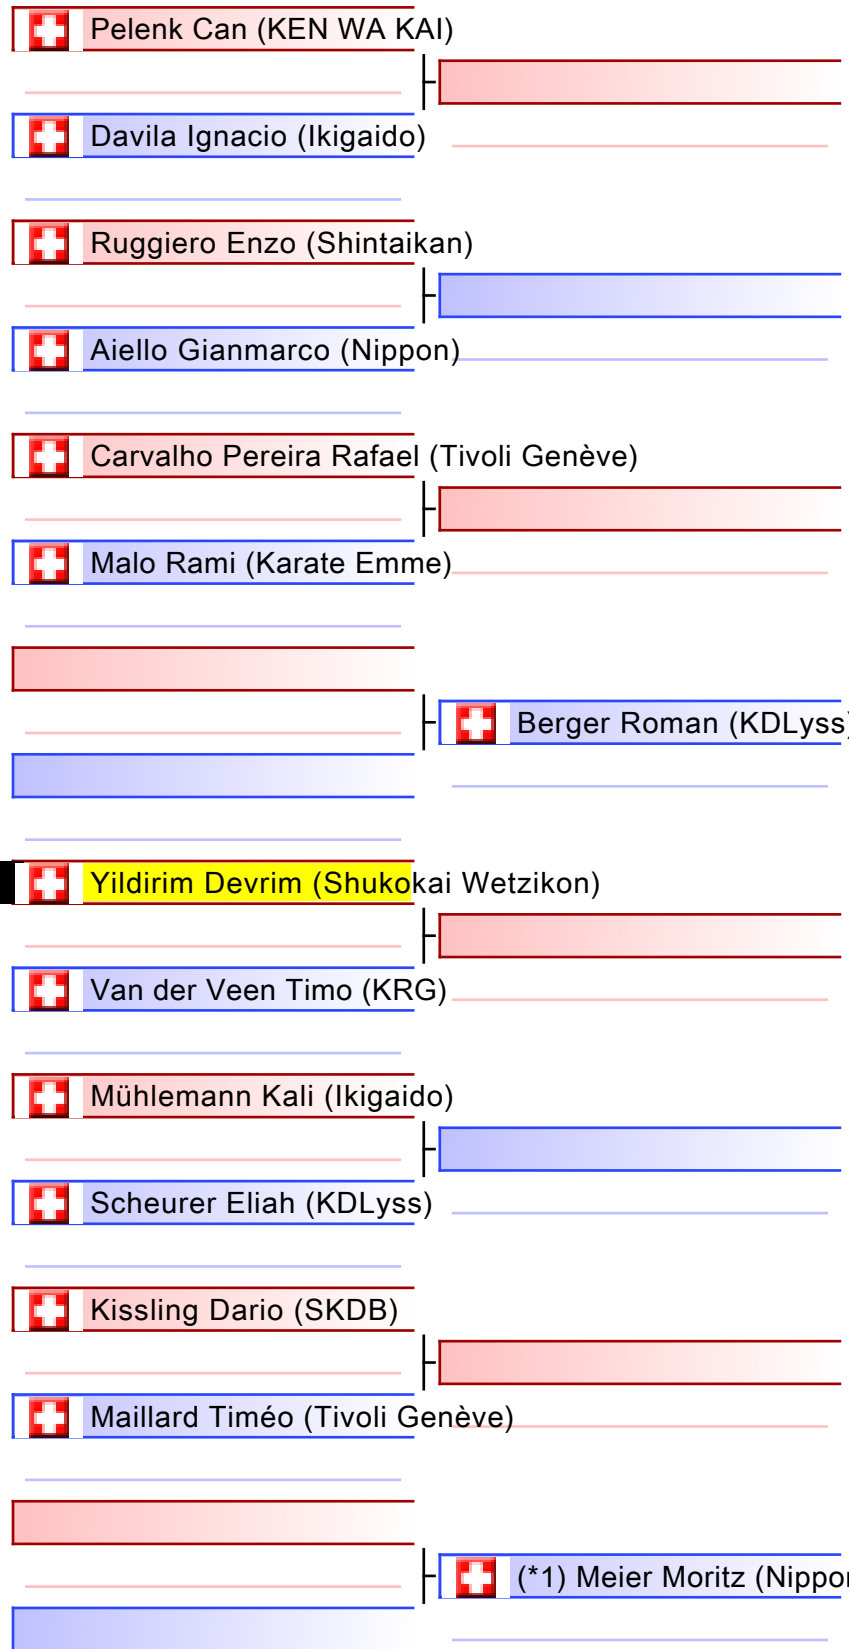 Pelenk Can (KEN WA KAI)
Davila Ignacio (Ikigaido)
Ruggiero Enzo (Shintaikan)
Aiello Gianmarco (Nippon)
Carvalho Pereira Rafael (Tivoli Genève)
Malo Rami (Karate Emme)
Berger Roman (KDLyss)
Yildirim Devrim (Shukokai Wetzikon)
Van der Veen Timo (KRG)
Mühlemann Kali (Ikigaido)
Scheurer Eliah (KDLyss)
Kissling Dario (SKDB)
Maillard Timéo (Tivoli Genève)
(*1) Meier Moritz (Nippon